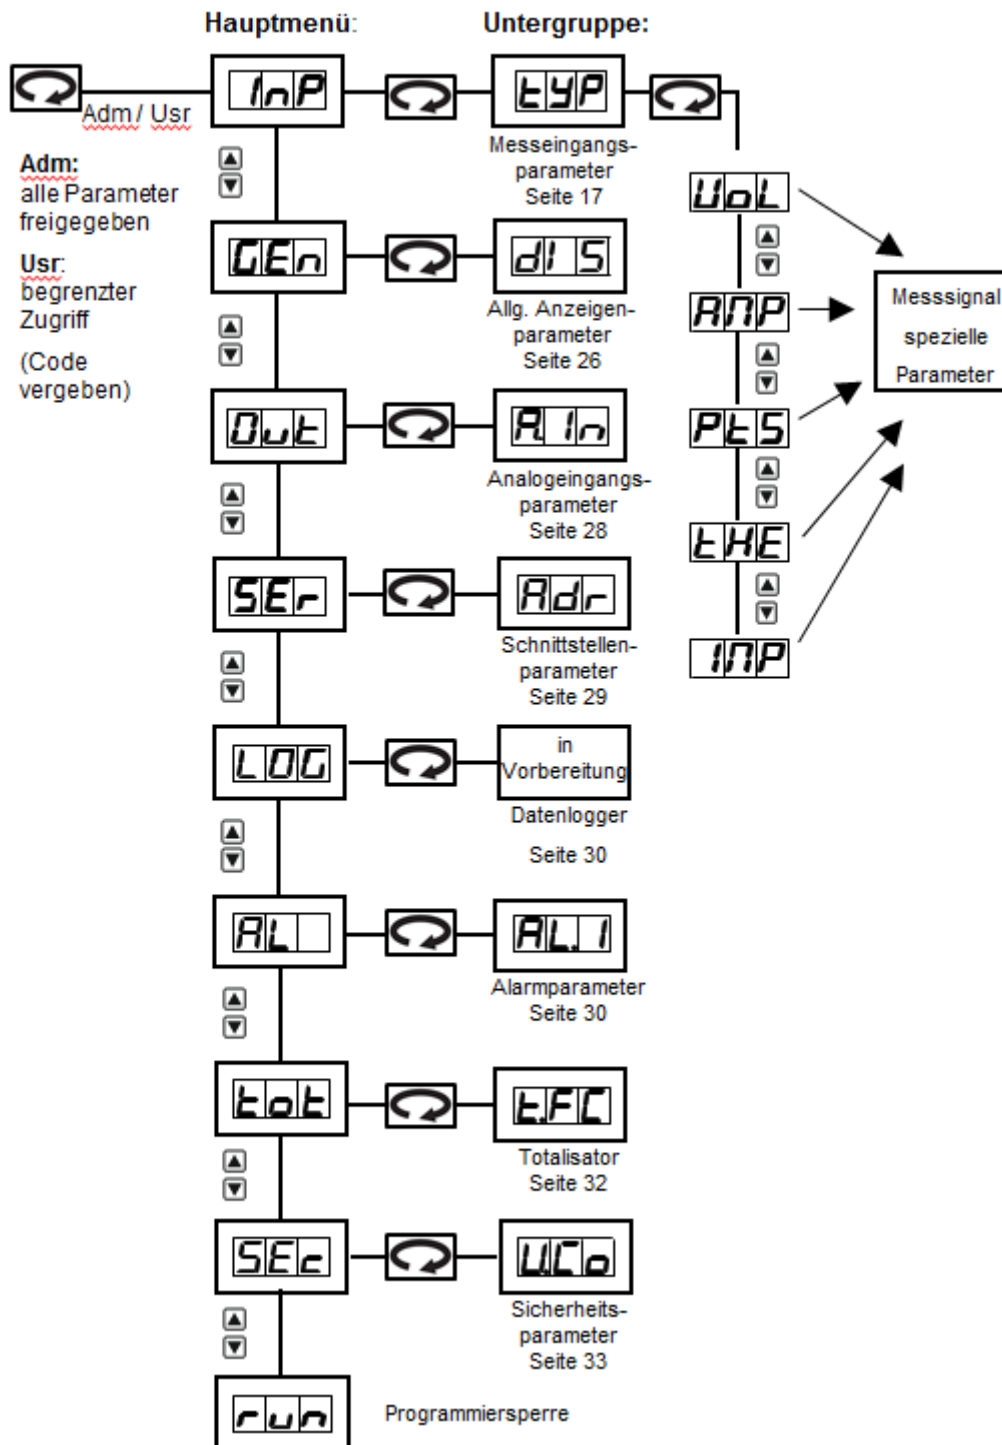 Hauptmenü: Untergruppe:
InP
tYP
Adm / Usr
Messeingangs-
parameter
Seite 17
Adm:
alle Parameter
freigegeben
Usr:
begrenzter
Zugriff
(Code
vergeben)
UoL
AMP
PtS
tHE
IMP
Messsignal
spezielle
Parameter
GEn
dIS
Allg. Anzeigen-
parameter
Seite 26
Out
A.In
Analogeingangs-
parameter
Seite 28
SEr
Adr
Schnittstellen-
parameter
Seite 29
LOG
in
Vorbereitung
Datenlogger
Seite 30
AL
AL.1
Alarmparameter
Seite 30
tot
t.FC
Totalisator
Seite 32
SEc
U.Co
Sicherheits-
parameter
Seite 33
run
Programmiersperre